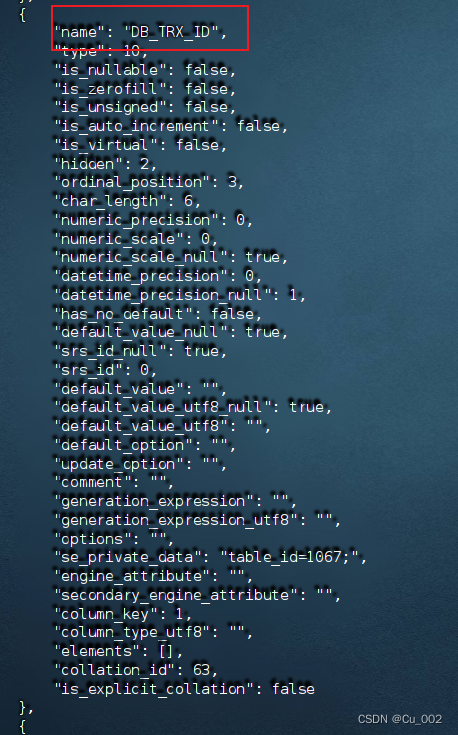 {
"name": "DB_TRX_ID",
"type": 10,
"is_nullable": false,
"is_zerofill": false,
"is_unsigned": false,
"is_auto_increment": false,
"is_virtual": false,
"hidden": 2,
"ordinal_position": 3,
"char_length": 6,
"numeric_precision": 0,
"numeric_scale": 0,
"numeric_scale_null": true,
"datetime_precision": 0,
"datetime_precision_null": 1,
"has_no_default": false,
"default_value_null": true,
"srs_id_null": true,
"srs_id": 0,
"default_value": "",
"default_value_utf8_null": true,
"default_value_utf8": "",
"default_option": "",
"update_option": "",
"comment": "",
"generation_expression": "",
"generation_expression_utf8": "",
"options": "",
"se_private_data": "table_id=1067;",
"engine_attribute": "",
"secondary_engine_attribute": "",
"column_key": 1,
"column_type_utf8": "",
"elements": [],
"collation_id": 63,
"is_explicit_collation": false
},
{
CSDN @Cu_002